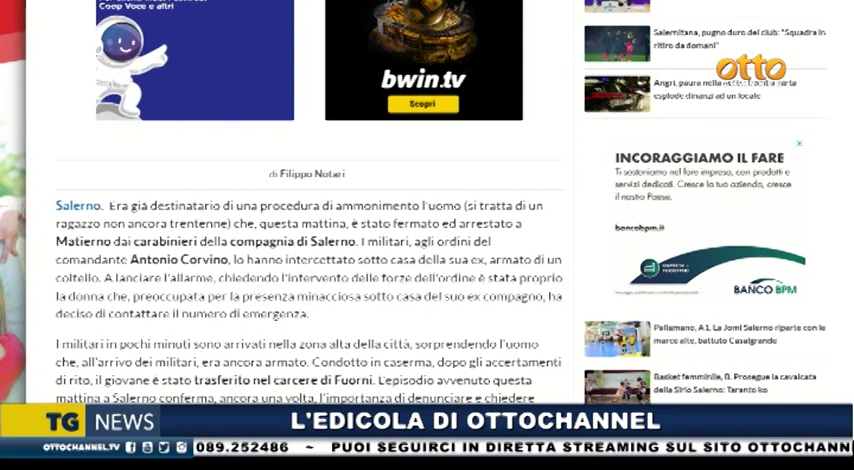 Coop Voce e altri
bwin.tv
Scopri
Salernitana, pugno duro del club: "Squadra in
ritiro da domani"
otto
Angri, paura nella carta
esplode dinanzi ad un locale
INCORAGGIAMO IL FARE
Ti sosteniamo nel fare impresa, con prodotti e
servizi dedicati. Cresce la tua azienda, cresce
il nostro Paese.
bancobpm.it
BANCO BPM
di Filippo Notari
Salerno. Era già destinatario di una procedura di ammonimento l'uomo (si tratta di un
ragazzo non ancora trentenne) che, questa mattina, è stato fermato ed arrestato a
Matierno dai carabinieri della compagnia di Salerno. I militari, agli ordini del
comandante Antonio Corvino, lo hanno intercettato sotto casa della sua ex, armato di un
coltello. A lanciare l'allarme, chiedendo l'intervento delle forze dell'ordine è stata proprio
la donna che, preoccupata per la presenza minacciosa sotto casa del suo ex compagno, ha
deciso di contattare il numero di emergenza.
I militari in pochi minuti sono arrivati nella zona alta della città, sorprendendo l'uomo
che, all'arrivo dei militari, era ancora armato. Condotto in caserma, dopo gli accertamenti
di rito, il giovane è stato trasferito nel carcere di Fuorni. L'episodio avvenuto questa
mattina a Salerno conferma, ancora una volta, l'importanza di denunciare e chiedere
Pallamano, A1. La Jomi Salerno riparte con le
marce alte, battuto Casalgrande
Basket femminile, B. Prosegue la cavalcata
della Sirio Salerno: Taranto ko
TG NEWS
L'EDICOLA DI OTTOCHANNEL
OTTOCHANNEL.TV
089.252486 ~ PUOI SEGUIRCI IN DIRETTA STREAMING SUL SITO OTTOCHANN